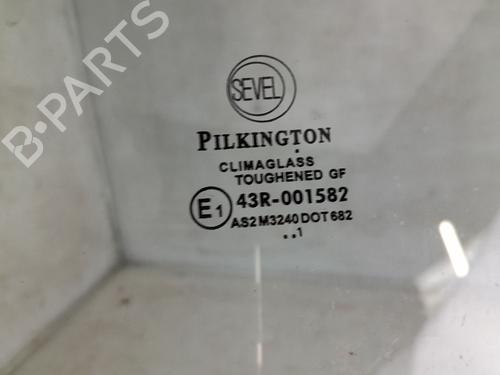 B-PARTS
SEVEL
PILKINGTON
CLIMAGLASS
TOUGHENED GF
E1 43R-001582
AS2 M3240 DOT 682
..1